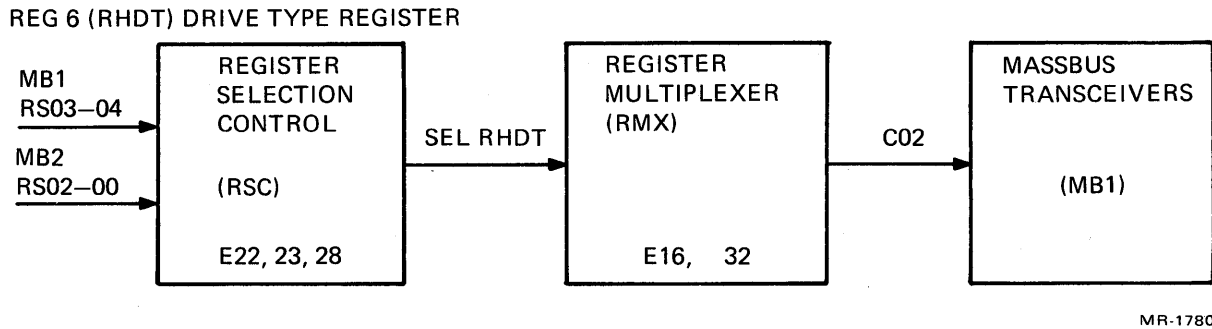 REG 6 (RHDT) DRIVE TYPE REGISTER
MB1
RS03—04
MB2
RS02—00
REGISTER
SELECTION
CONTROL
(RSC)
E22, 23, 28
SEL RHDT
REGISTER
MULTIPLEXER
(RMX)
E16, 32
C02
MASSBUS
TRANSCEIVERS
(MB1)
MR-1780